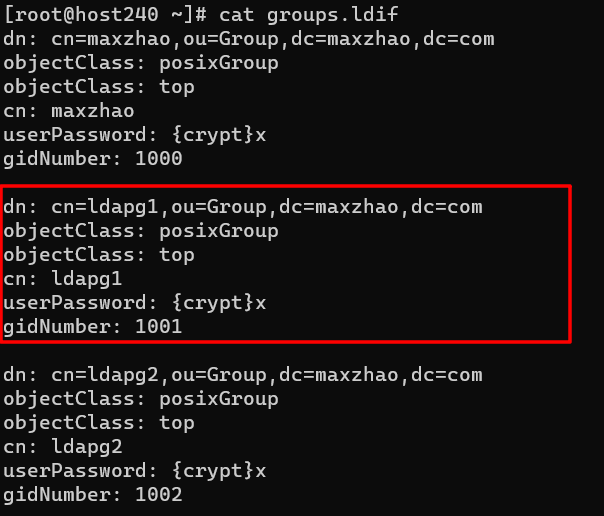 [root@host240 ~]# cat groups.ldif
dn: cn=maxzhao,ou=Group,dc=maxzhao,dc=com
objectClass: posixGroup
objectClass: top
cn: maxzhao
userPassword: {crypt}x
gidNumber: 1000

dn: cn=ldapg1,ou=Group,dc=maxzhao,dc=com
objectClass: posixGroup
objectClass: top
cn: ldapg1
userPassword: {crypt}x
gidNumber: 1001

dn: cn=ldapg2,ou=Group,dc=maxzhao,dc=com
objectClass: posixGroup
objectClass: top
cn: ldapg2
userPassword: {crypt}x
gidNumber: 1002